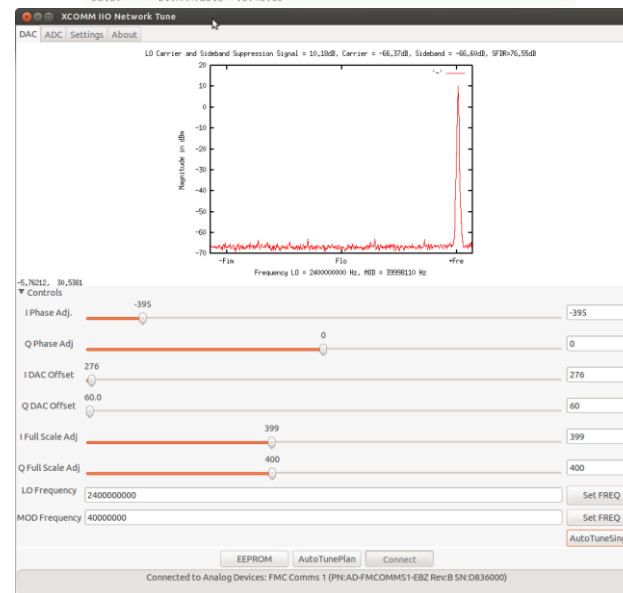 XCOMM IIO Network Tune
DAC ADC Settings About
LO Carrier and Sideband Suppression Signal = 10,18dB, Carrier = -66,37dB, Sideband = -66,60dB, SFDR=76,55dB
20
'-'
10
0
-10
-20
-30
-40
-50
-60
-70
Magnitude in dBm
-Fim Flo +Fre
Frequency LO = 2400000000 Hz, MOD = 39998110 Hz
-5,76212, 30,5381
▼ Controls
-395
I Phase Adj. -395
0
Q Phase Adj 0
276
I DAC Offset 276
60.0
Q DAC Offset 60
399
I Full Scale Adj 399
400
Q Full Scale Adj 400
LO Frequency 2400000000 Set FREQ
MOD Frequency 40000000 Set FREQ
AutoTuneSing
EEPROM AutoTunePlan Connect
Connected to Analog Devices: FMC Comms 1 (PN:AD-FMCOMMS1-EBZ Rev:B SN:D836000)